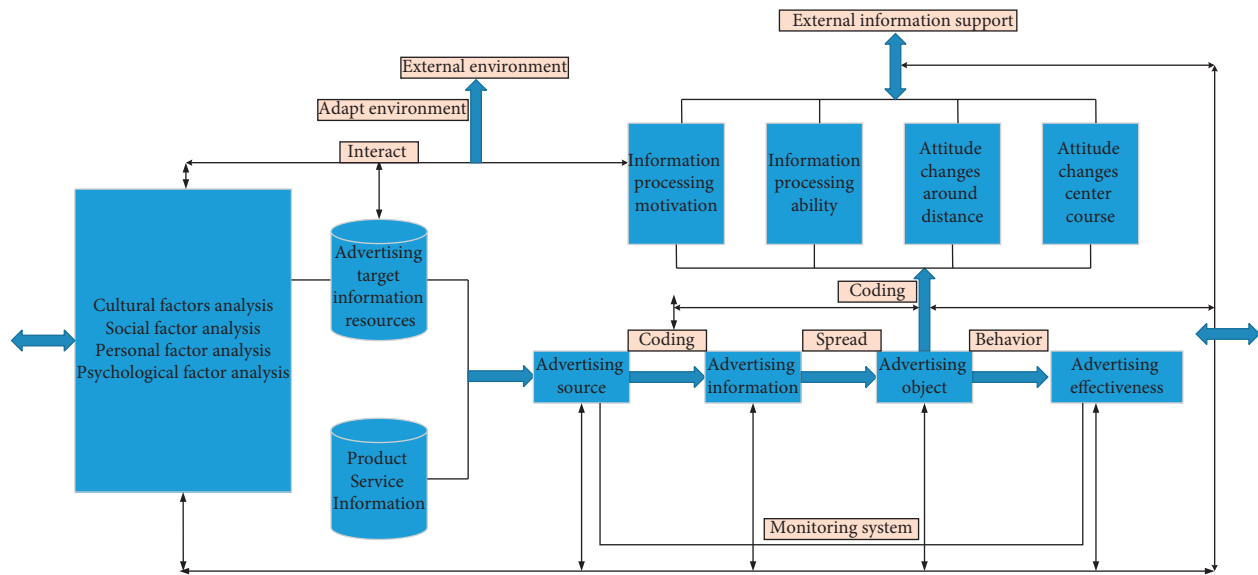 External information support
External environment
Adapt environment
Interact
Information
processing
motivation
Information
processing
ability
Attitude
changes
around
distance
Attitude
changes
center
course
Cultural factors analysis
Social factor analysis
Personal factor analysis
Psychological factor analysis
Advertising
target
information
resources
Product
Service
Information
Coding
Coding
Spread
Behavior
Advertising
source
Advertising
information
Advertising
object
Advertising
effectiveness
Monitoring system